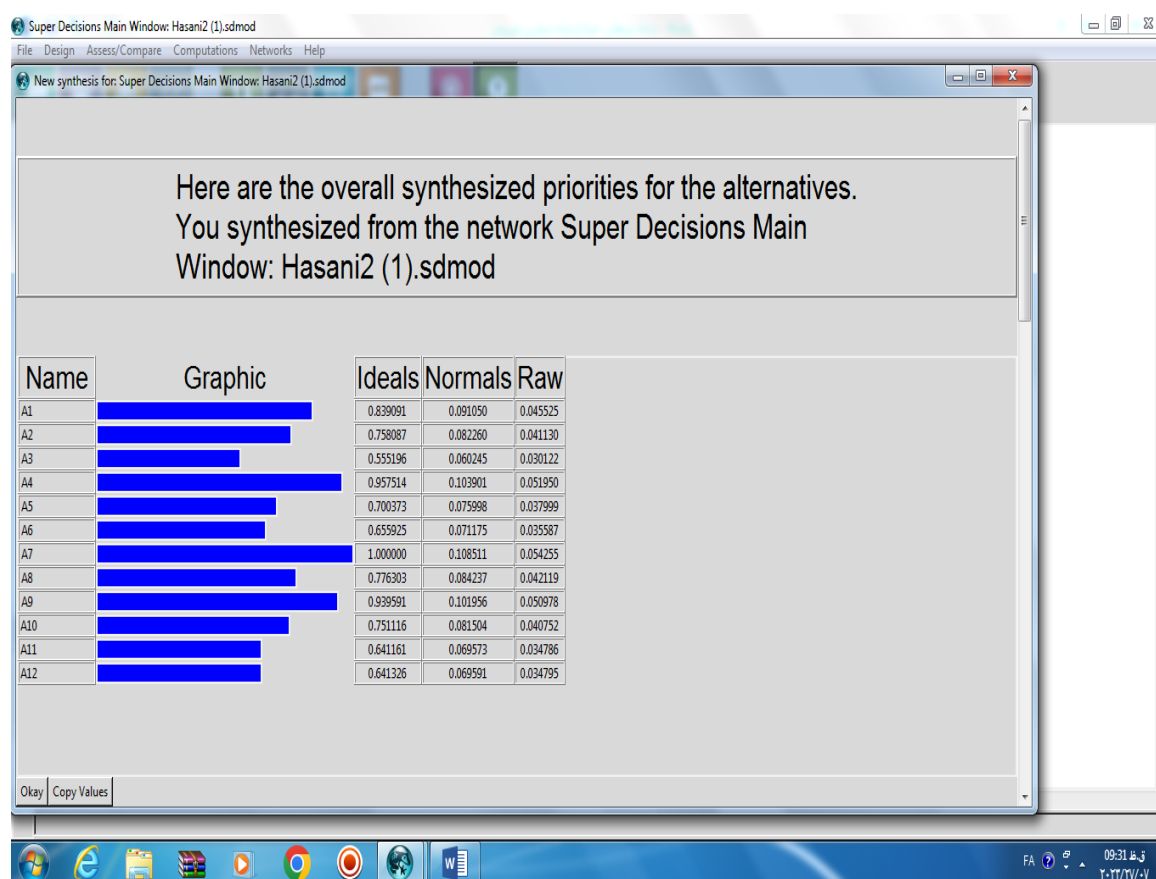 Super Decisions Main Window: Hasani2 (1).sdmod
File Design Assess/Compare Computations Networks Help
New synthesis for: Super Decisions Main Window: Hasani2 (1).sdmod
Here are the overall synthesized priorities for the alternatives.
You synthesized from the network Super Decisions Main
Window: Hasani2 (1).sdmod
Name Graphic Ideals Normals Raw
A1 0.839091 0.091050 0.045525
A2 0.758087 0.082260 0.041130
A3 0.555196 0.060245 0.030122
A4 0.957514 0.103901 0.051950
A5 0.700373 0.075998 0.037999
A6 0.655925 0.071175 0.035587
A7 1.000000 0.108511 0.054255
A8 0.776303 0.084237 0.042119
A9 0.939591 0.101956 0.050978
A10 0.751116 0.081504 0.040752
A11 0.641161 0.069573 0.034786
A12 0.641326 0.069591 0.034795
Okay Copy Values
FA 09:31 ق.ظ